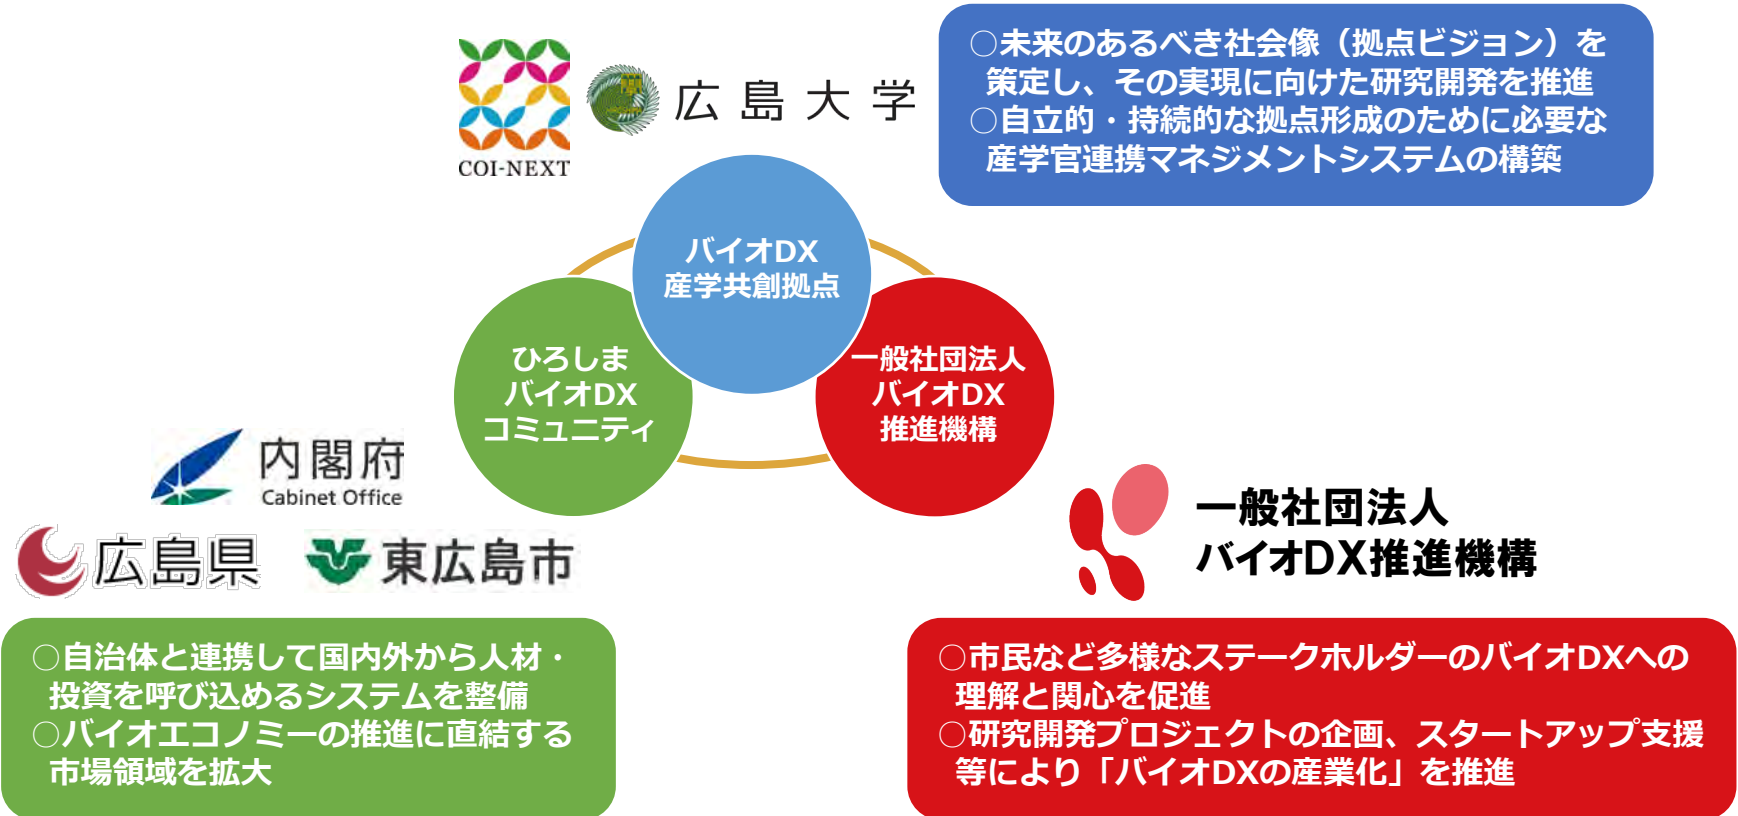 COI-NEXT
広島大学
○未来のあるべき社会像（拠点ビジョン）を
策定し、その実現に向けた研究開発を推進
○自立的・持続的な拠点形成のために必要な
産学官連携マネジメントシステムの構築
バイオDX
産学共創拠点
ひろしま
バイオDX
コミュニティ
一般社団法人
バイオDX
推進機構
内閣府
Cabinet Office
広島県
東広島市
一般社団法人
バイオDX推進機構
○自治体と連携して国内外から人材・
投資を呼び込めるシステムを整備
○バイオエコノミーの推進に直結する
市場領域を拡大
○市民など多様なステークホルダーのバイオDXへの
理解と関心を促進
○研究開発プロジェクトの企画、スタートアップ支援
等により「バイオDXの産業化」を推進